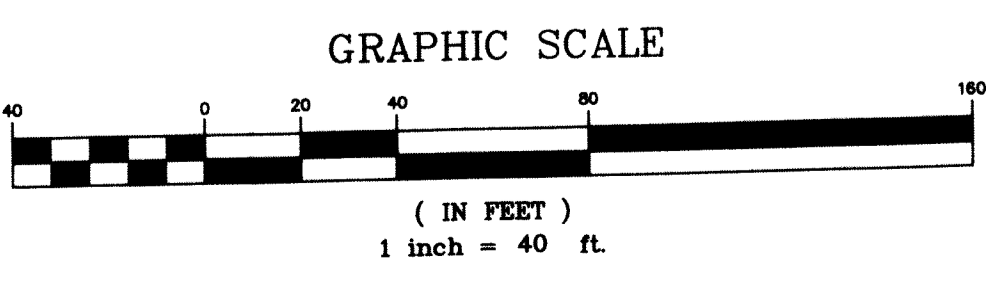 GRAPHIC SCALE
40 0 20 40 80 160
( IN FEET )
1 inch = 40 ft.